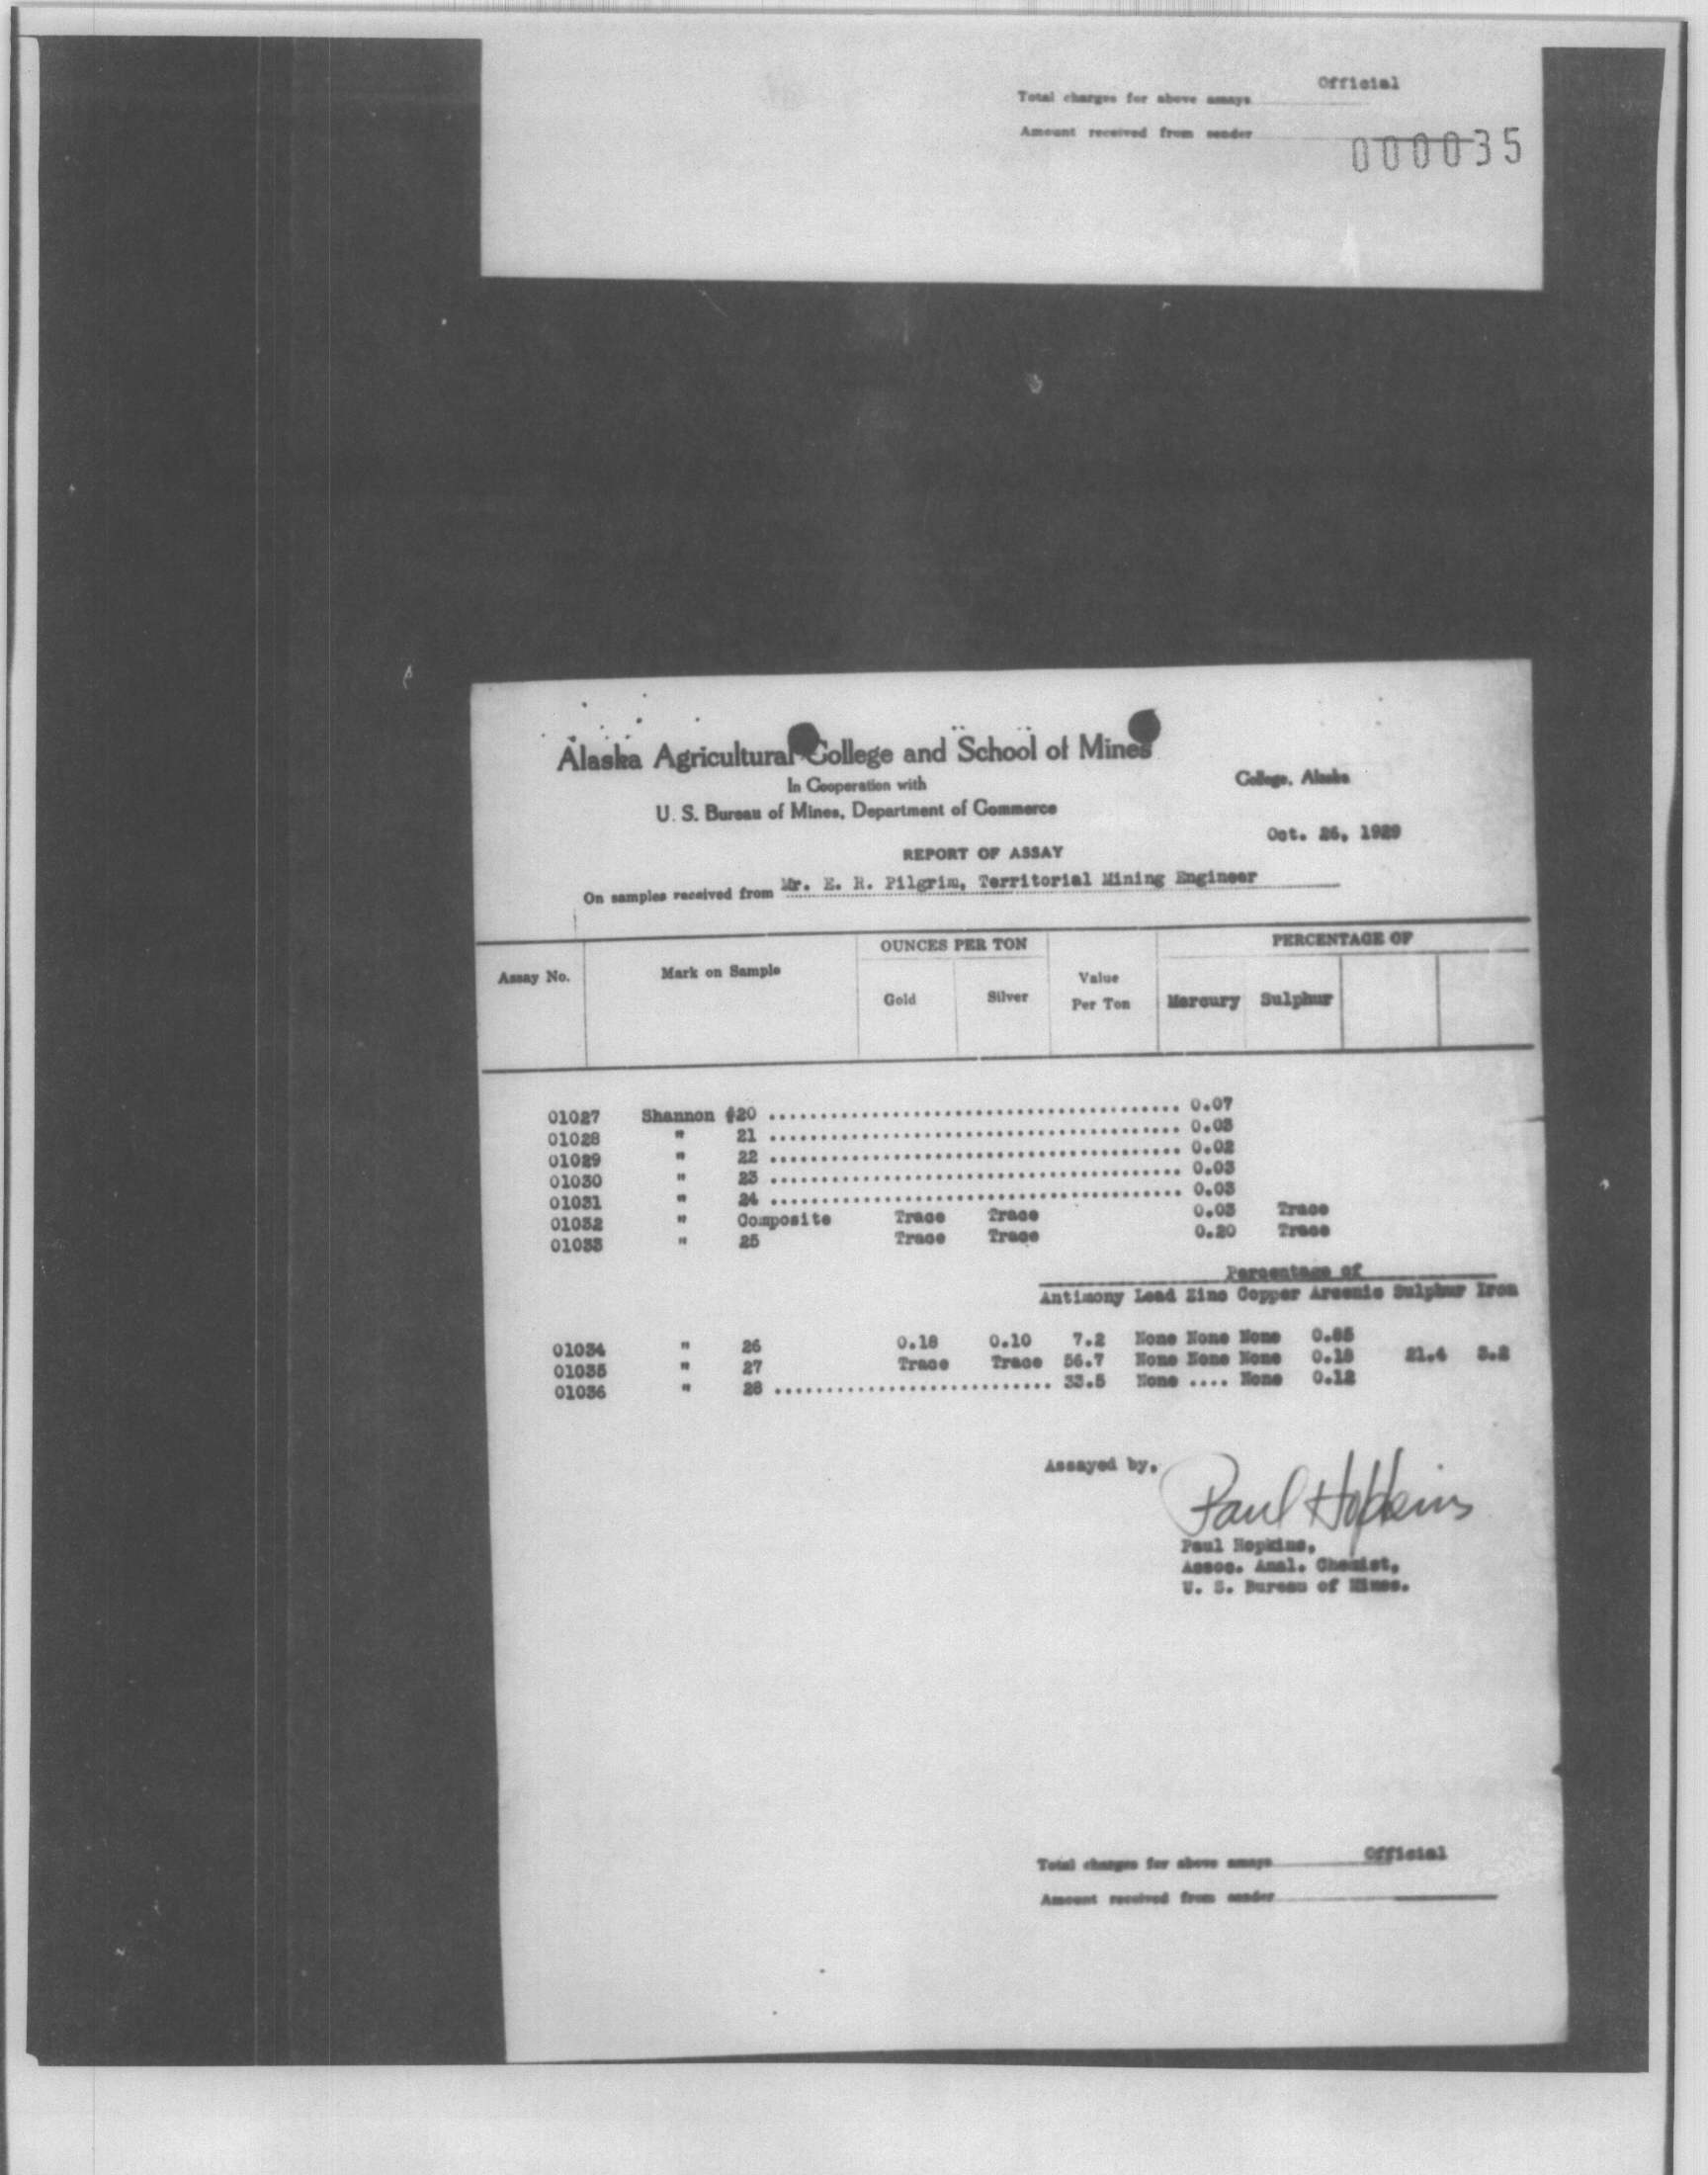 Official
Total charges for above assays
Amount received from sender
000035
Alaska Agricultural College and School of Mines
In Cooperation with
College, Alaska
U. S. Bureau of Mines, Department of Commerce
Oct. 26, 1929
REPORT OF ASSAY
On samples received from Mr. E. R. Pilgrim, Territorial Mining Engineer
OUNCES PER TON PERCENTAGE OF
Assay No. Mark on Sample Gold Silver Value Per Ton Mercury Sulphur
01027 Shannon #20 ........................................ 0.07
01028 " 21 ........................................ 0.03
01029 " 22 ........................................ 0.02
01030 " 23 ........................................ 0.03
01031 " 24 ........................................ 0.03
01032 " Composite Trace Trace 0.03 Trace
01033 " 25 Trace Trace 0.20 Trace
Percentage of
Antimony Lead Zinc Copper Arsenic Sulphur Iron
01034 " 26 0.18 0.10 7.2 None None None
01035 " 27 Trace Trace 56.7 None None None 0.18 21.4
01036 " 28 ........................... 33.5 None .... None 0.12
Assayed by,
Paul Hopkins
Paul Hopkins,
Assoc. Anal. Chemist,
U. S. Bureau of Mines.
Total charges for above assays Official
Amount received from sender